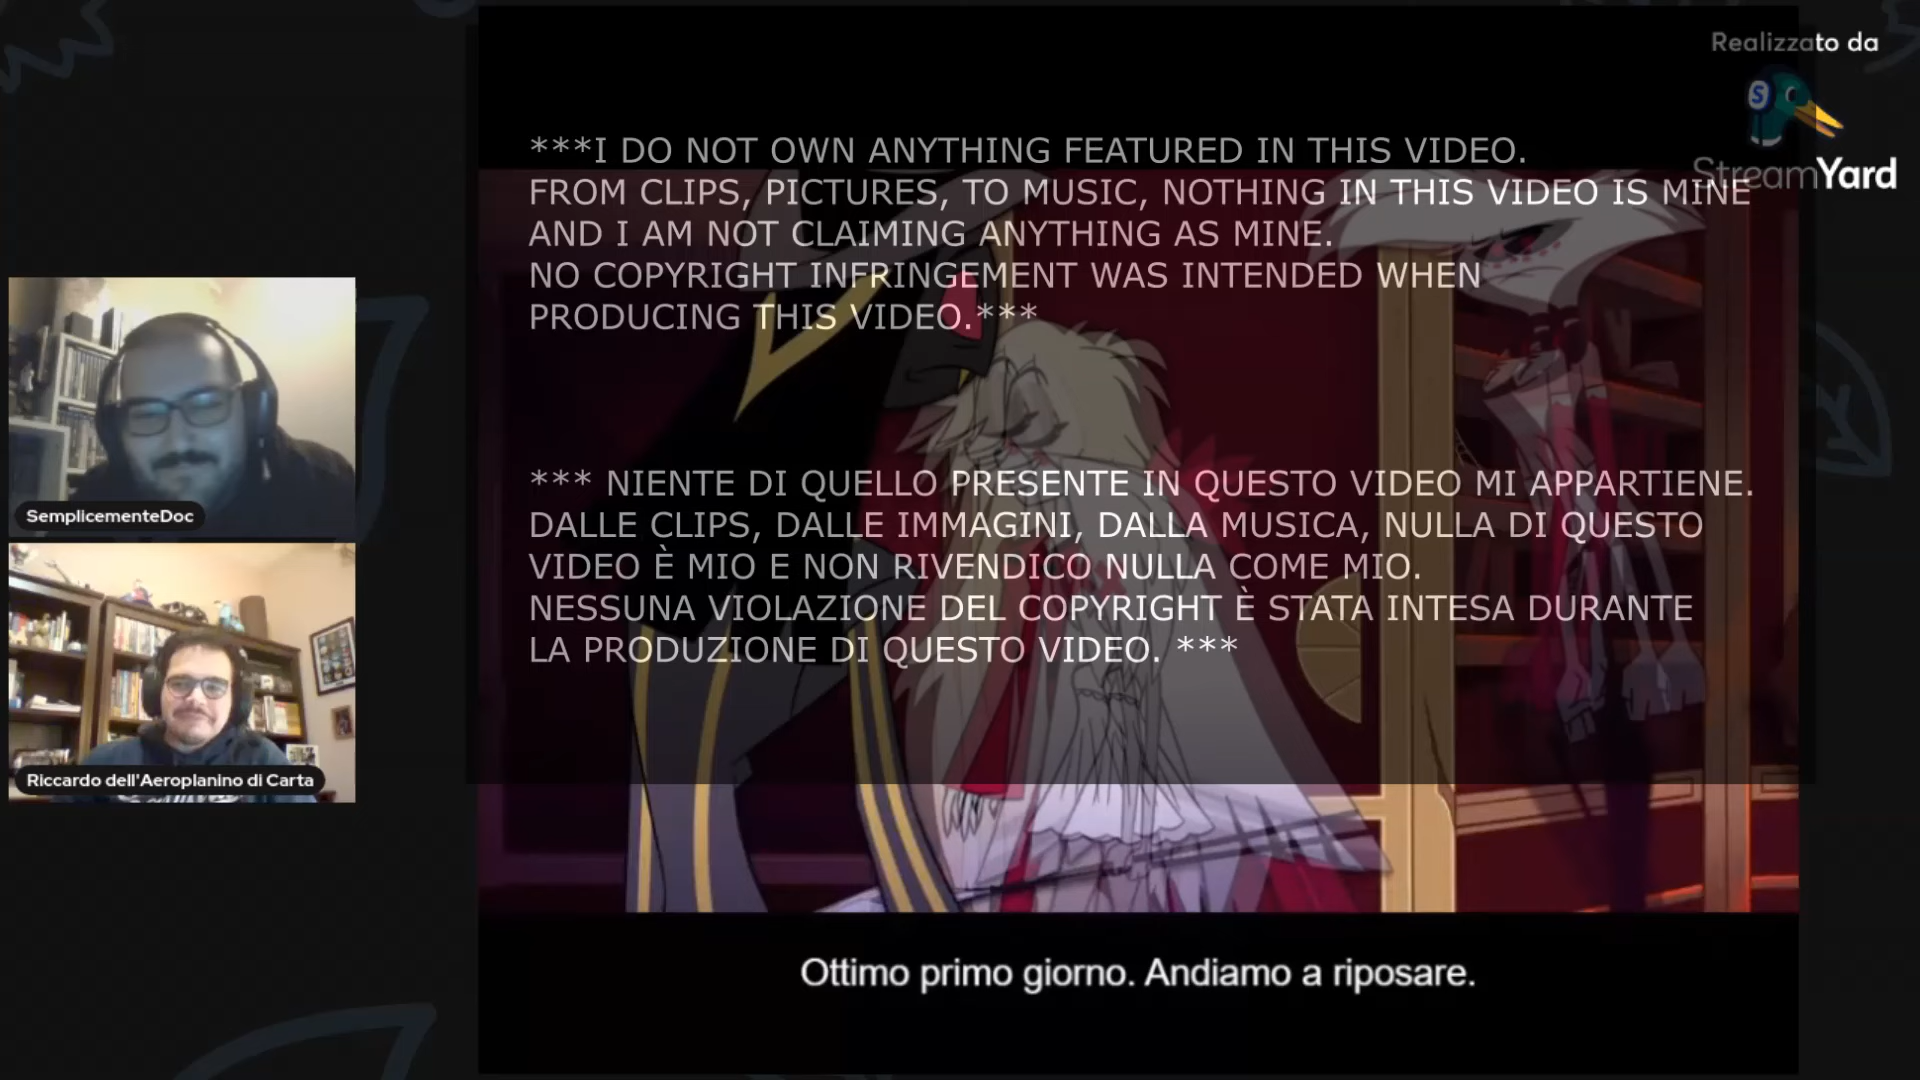 Realizzato da
StreamYard
***I DO NOT OWN ANYTHING FEATURED IN THIS VIDEO.
FROM CLIPS, PICTURES, TO MUSIC, NOTHING IN THIS VIDEO IS MINE
AND I AM NOT CLAIMING ANYTHING AS MINE.
NO COPYRIGHT INFRINGEMENT WAS INTENDED WHEN
PRODUCING THIS VIDEO.***
*** NIENTE DI QUELLO PRESENTE IN QUESTO VIDEO MI APPARTIENE.
DALLE CLIPS, DALLE IMMAGINI, DALLA MUSICA, NULLA DI QUESTO
VIDEO È MIO E NON RIVENDICO NULLA COME MIO.
NESSUNA VIOLAZIONE DEL COPYRIGHT È STATA INTESA DURANTE
LA PRODUZIONE DI QUESTO VIDEO. ***
SemplicementeDoc
Riccardo dell'Aeroplanino di Carta
Ottimo primo giorno. Andiamo a riposare.